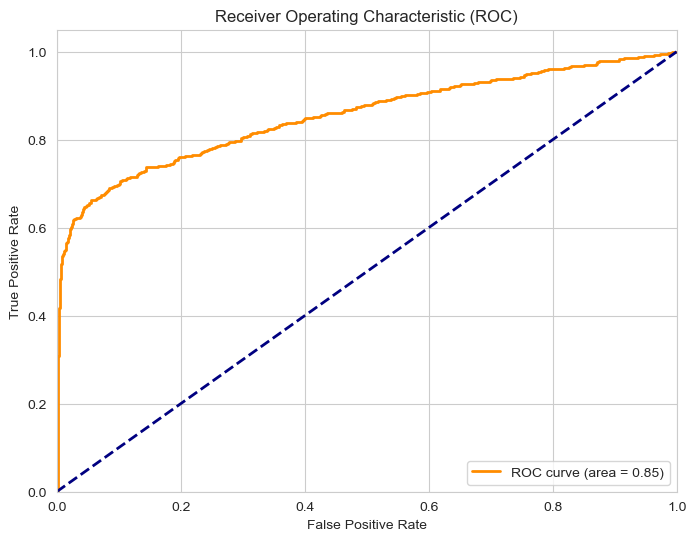 Receiver Operating Characteristic (ROC)
1.0
0.8
0.6
0.4
0.2
0.0
True Positive Rate
ROC curve (area = 0.85)
0.0 0.2 0.4 0.6 0.8 1.0
False Positive Rate